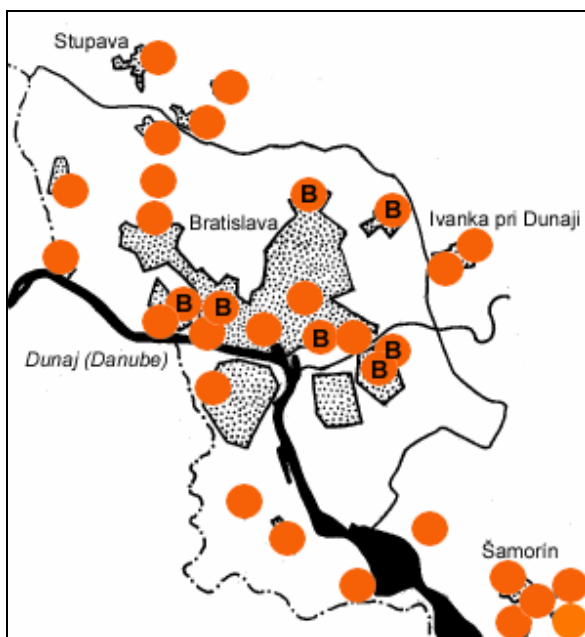 Stupava
B
B
Bratislava
Ivanka pri Dunaji
B
B
B
B
B
Dunaj (Danube)
Šamorín